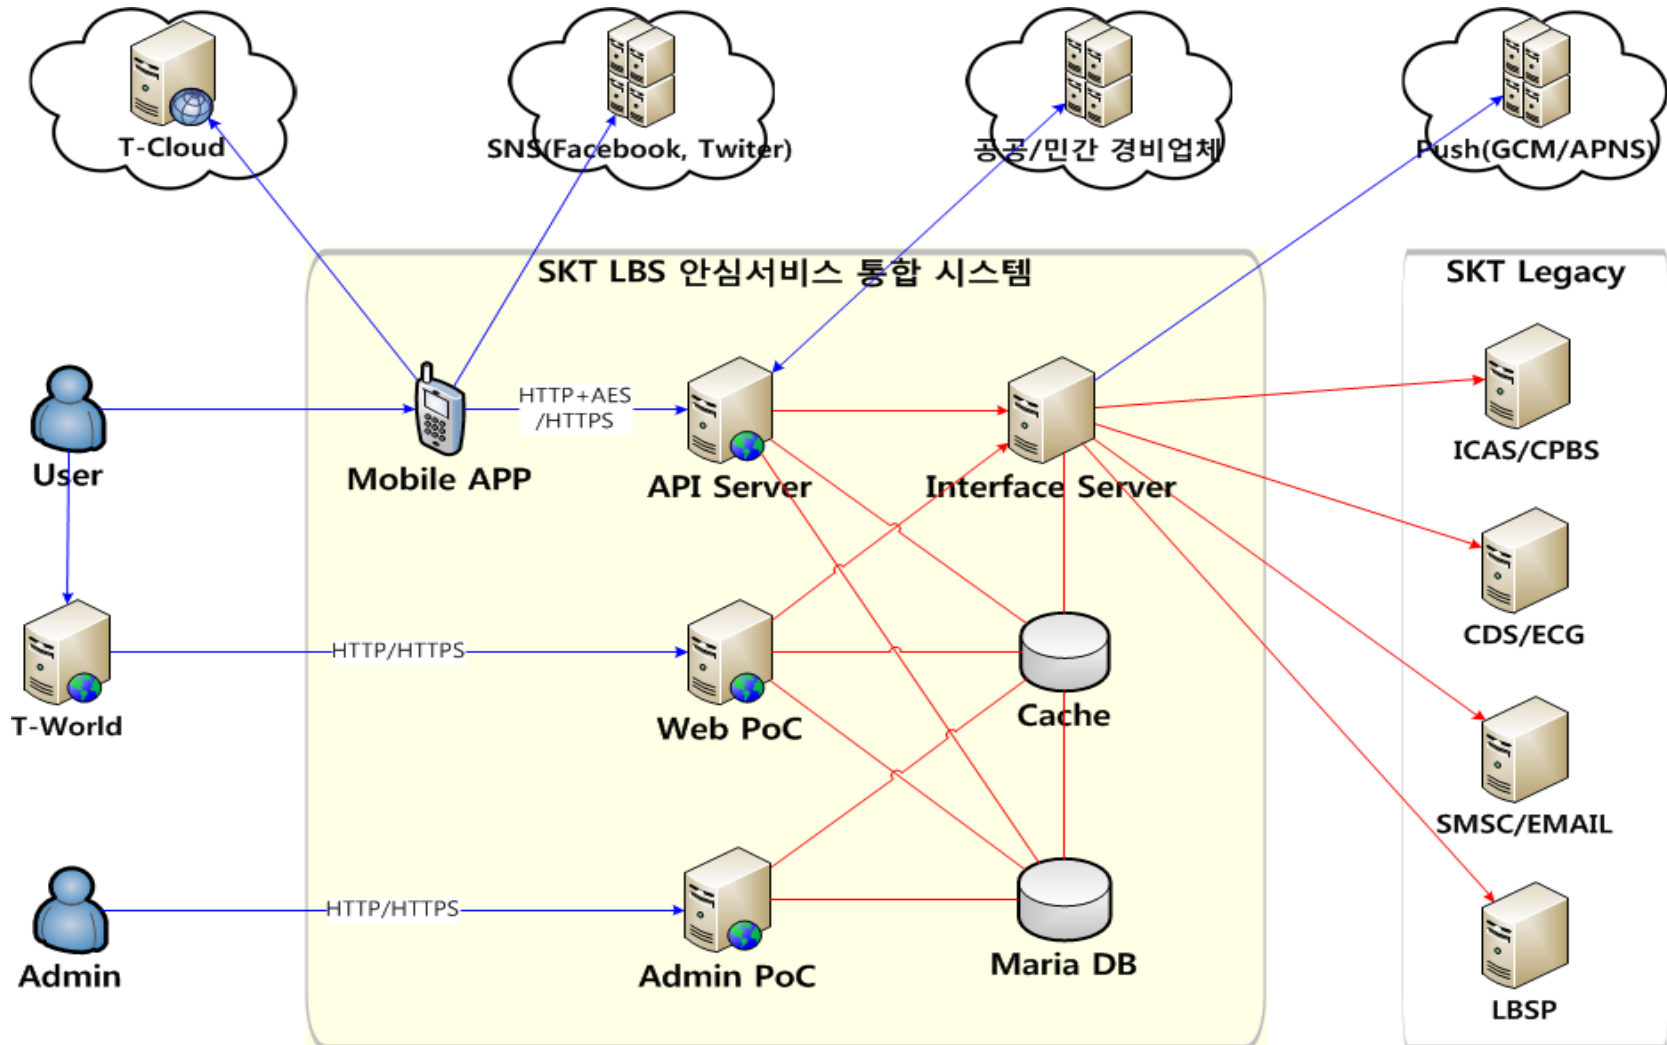 T-Cloud
SNS(Facebook, Twiter)
공공/민간 경비업체
Push(GCM/APNS)
SKT LBS 안심서비스 통합 시스템
SKT Legacy
HTTP+AES
/HTTPS
User
Mobile APP
API Server
Interface Server
ICAS/CPBS
CDS/ECG
HTTP/HTTPS
T-World
Web PoC
Cache
SMSC/EMAIL
HTTP/HTTPS
Admin
Admin PoC
Maria DB
LBSP